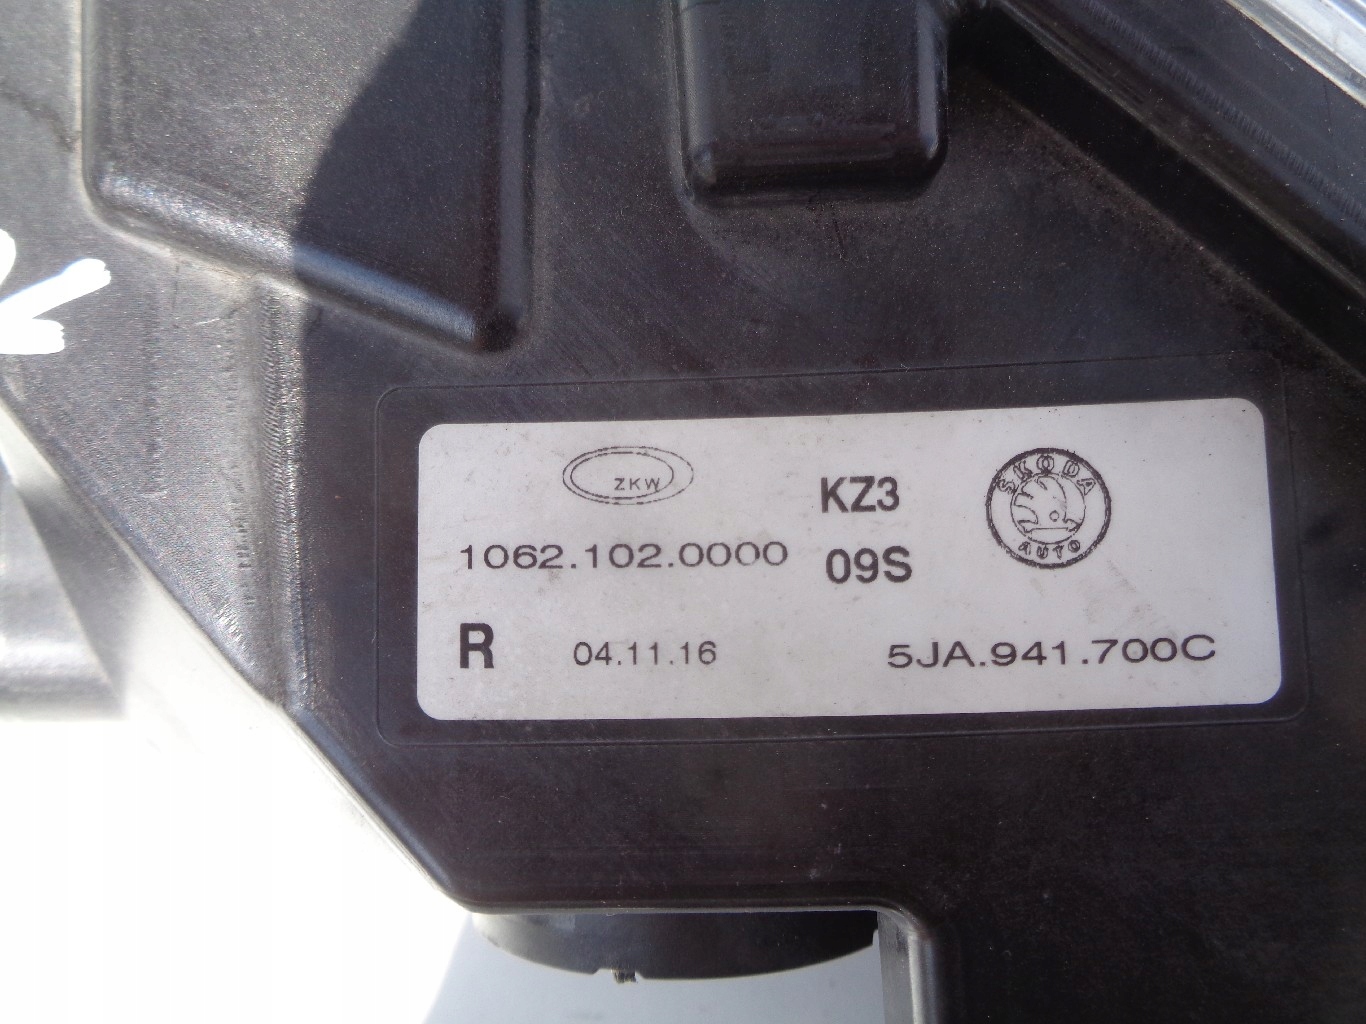 ZKW
KZ3
SKODA
AUTO
1062.102.0000
09S
R
04.11.16
5JA.941.700C